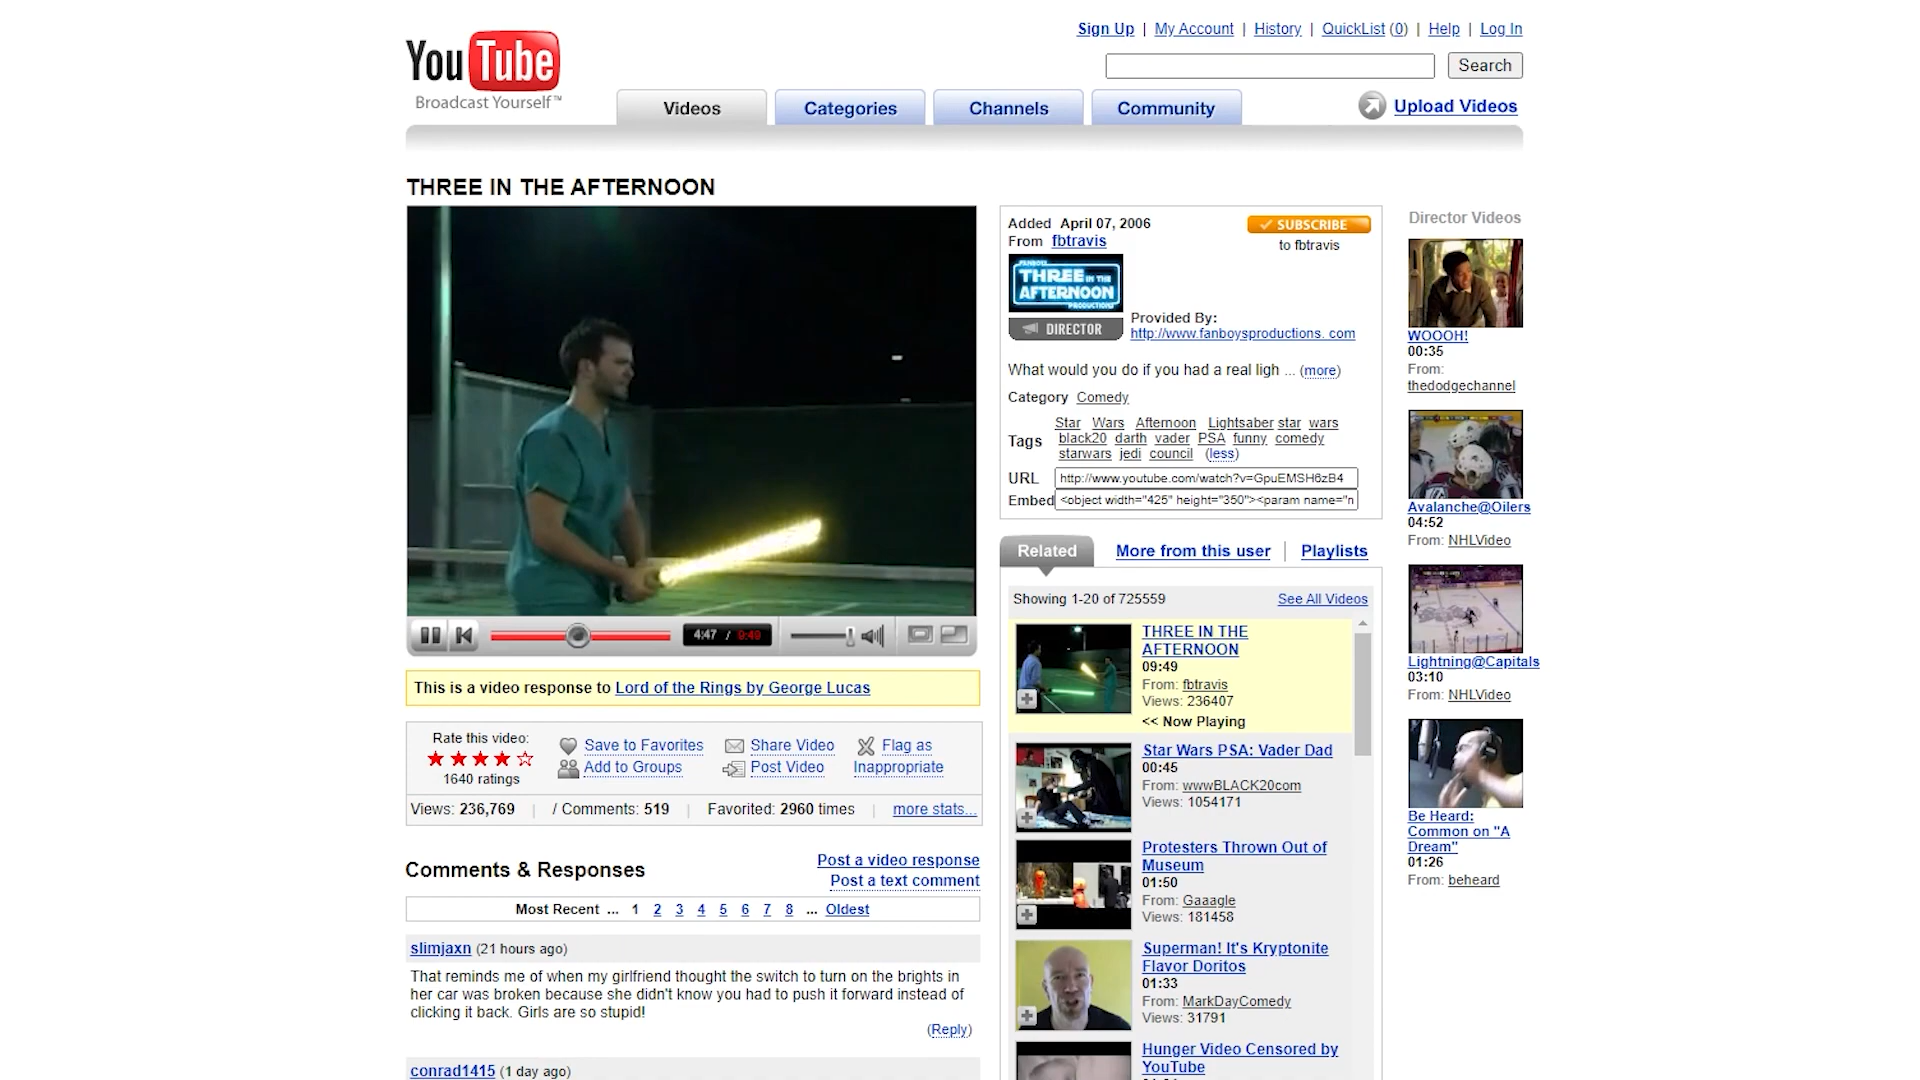 Sign Up | My Account | History | QuickList (0) | Help | Log In
YouTube
Broadcast Yourself™
Search
Videos
Categories
Channels
Community
Upload Videos
THREE IN THE AFTERNOON
4:47 / 9:49
This is a video response to Lord of the Rings by George Lucas
Rate this video:
1640 ratings
Save to Favorites
Add to Groups
Share Video
Post Video
Flag as
Inappropriate
Views: 236,769 | / Comments: 519 | Favorited: 2960 times | more stats...
Comments & Responses
Post a video response
Post a text comment
Most Recent ... 1 2 3 4 5 6 7 8 ... Oldest
slimjaxn (21 hours ago)
That reminds me of when my girlfriend thought the switch to turn on the brights in
her car was broken because she didn't know you had to push it forward instead of
clicking it back. Girls are so stupid!
(Reply)
conrad1415 (1 day ago)
Added April 07, 2006
From fbtravis
SUBSCRIBE
to fbtravis
FANBOYS
THREE IN THE
AFTERNOON
PRODUCTIONS
DIRECTOR
Provided By:
http://www.fanboysproductions. com
What would you do if you had a real ligh ... (more)
Category Comedy
Tags
Star Wars Afternoon Lightsaber star wars
black20 darth vader PSA funny comedy
starwars jedi council (less)
URL http://www.youtube.com/watch?v=GpuEMSH6zB4
Embed <object width="425" height="350"><param name="n
Related
More from this user | Playlists
Showing 1-20 of 725559
See All Videos
THREE IN THE
AFTERNOON
09:49
From: fbtravis
Views: 236407
<< Now Playing
Star Wars PSA: Vader Dad
00:45
From: wwwBLACK20com
Views: 1054171
Protesters Thrown Out of
Museum
01:50
From: Gaaagle
Views: 181458
Superman! It's Kryptonite
Flavor Doritos
01:33
From: MarkDayComedy
Views: 31791
Hunger Video Censored by
YouTube
Director Videos
WOOOH!
00:35
From:
thedodgechannel
Avalanche@Oilers
04:52
From: NHLVideo
Lightning@Capitals
03:10
From: NHLVideo
Be Heard:
Common on "A
Dream"
01:26
From: beheard